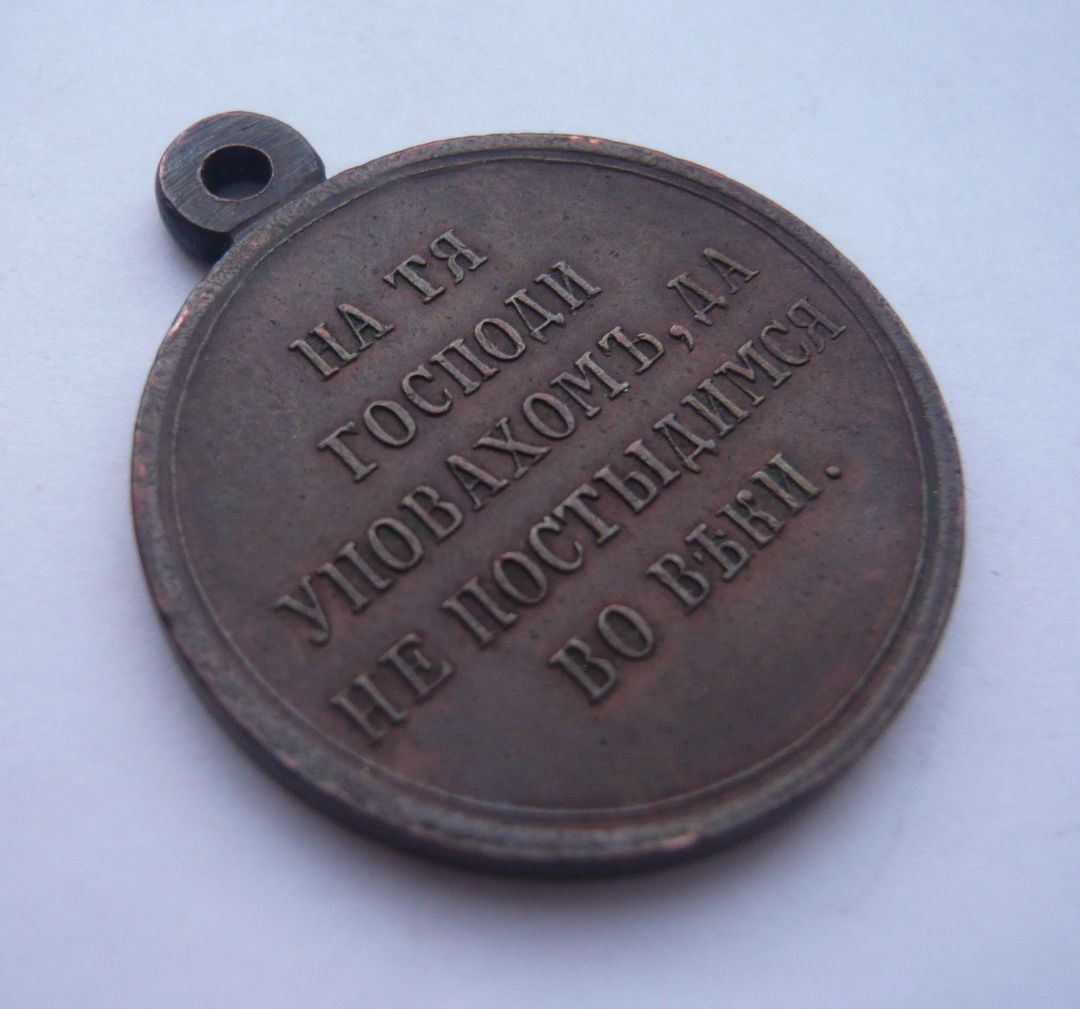 НА ТЯ
ГОСПОДИ
УПОВАХОМЪ, ДА
НЕ ПОСТЫДИМСЯ
ВО ВѢКИ.